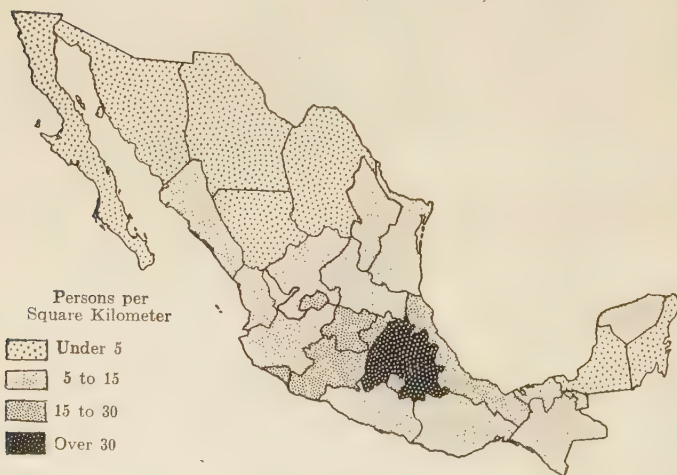 Persons per
Square Kilometer
Under 5
5 to 15
15 to 30
Over 30